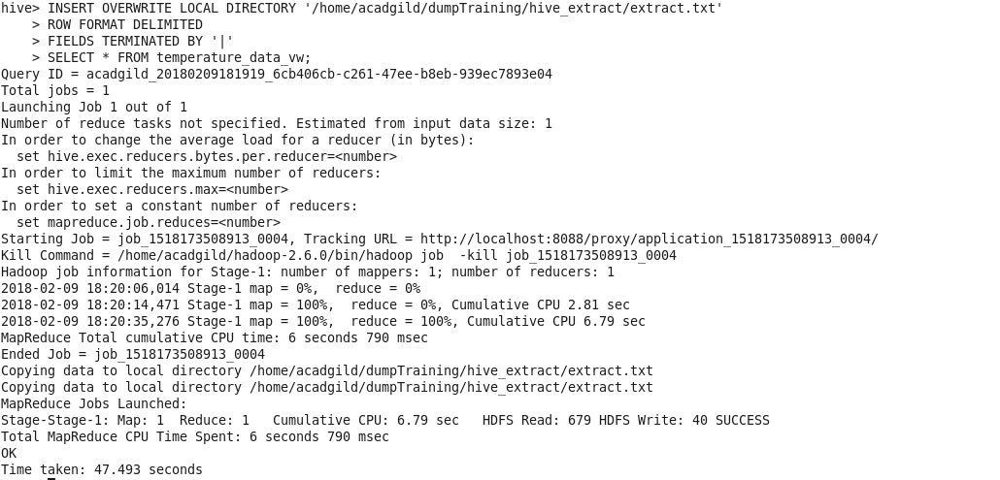 hive> INSERT OVERWRITE LOCAL DIRECTORY '/home/acadgild/dumpTraining/hive_extract/extract.txt'
    > ROW FORMAT DELIMITED
    > FIELDS TERMINATED BY '|'
    > SELECT * FROM temperature_data_vw;
Query ID = acadgild_20180209181919_6cb406cb-c261-47ee-b8eb-939ec7893e04
Total jobs = 1
Launching Job 1 out of 1
Number of reduce tasks not specified. Estimated from input data size: 1
In order to change the average load for a reducer (in bytes):
  set hive.exec.reducers.bytes.per.reducer=<number>
In order to limit the maximum number of reducers:
  set hive.exec.reducers.max=<number>
In order to set a constant number of reducers:
  set mapreduce.job.reduces=<number>
Starting Job = job_1518173508913_0004, Tracking URL = http://localhost:8088/proxy/application_1518173508913_0004/
Kill Command = /home/acadgild/hadoop-2.6.0/bin/hadoop job  -kill job_1518173508913_0004
Hadoop job information for Stage-1: number of mappers: 1; number of reducers: 1
2018-02-09 18:20:06,014 Stage-1 map = 0%,  reduce = 0%
2018-02-09 18:20:14,471 Stage-1 map = 100%,  reduce = 0%, Cumulative CPU 2.81 sec
2018-02-09 18:20:35,276 Stage-1 map = 100%,  reduce = 100%, Cumulative CPU 6.79 sec
MapReduce Total cumulative CPU time: 6 seconds 790 msec
Ended Job = job_1518173508913_0004
Copying data to local directory /home/acadgild/dumpTraining/hive_extract/extract.txt
Copying data to local directory /home/acadgild/dumpTraining/hive_extract/extract.txt
MapReduce Jobs Launched:
Stage-Stage-1: Map: 1  Reduce: 1   Cumulative CPU: 6.79 sec   HDFS Read: 679 HDFS Write: 40 SUCCESS
Total MapReduce CPU Time Spent: 6 seconds 790 msec
OK
Time taken: 47.493 seconds